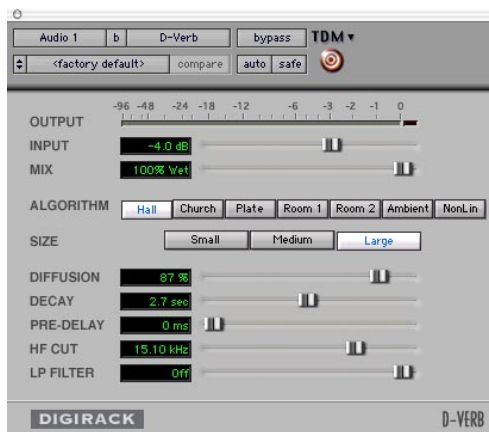 Audio 1 b D-Verb bypass TDM
<factory default> compare auto safe
-96 -48 -24 -18 -12 -6 -3 -2 -1 0
OUTPUT
INPUT -4.0 dB
MIX 100% Wet
ALGORITHM Hall Church Plate Room 1 Room 2 Ambient NonLin
SIZE Small Medium Large
DIFFUSION 87 %
DECAY 2.7 sec
PRE-DELAY 0 ms
HF CUT 15.10 kHz
LP FILTER Off
DIGIRACK D-VERB